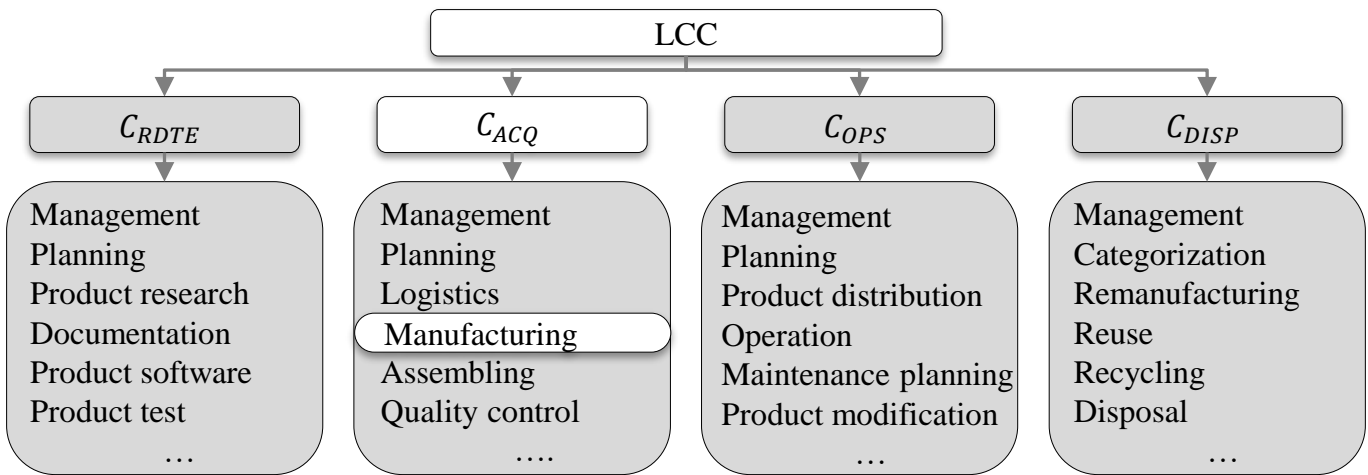 LCC
C_RDTE
C_ACQ
C_OPS
C_DISP
Management
Planning
Product research
Documentation
Product software
Product test
…
Management
Planning
Logistics
Manufacturing
Assembling
Quality control
….
Management
Planning
Product distribution
Operation
Maintenance planning
Product modification
…
Management
Categorization
Remanufacturing
Reuse
Recycling
Disposal
…